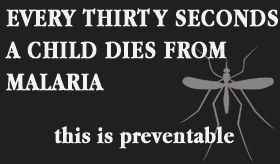 EVERY THIRTY SECONDS
A CHILD DIES FROM
MALARIA
this is preventable